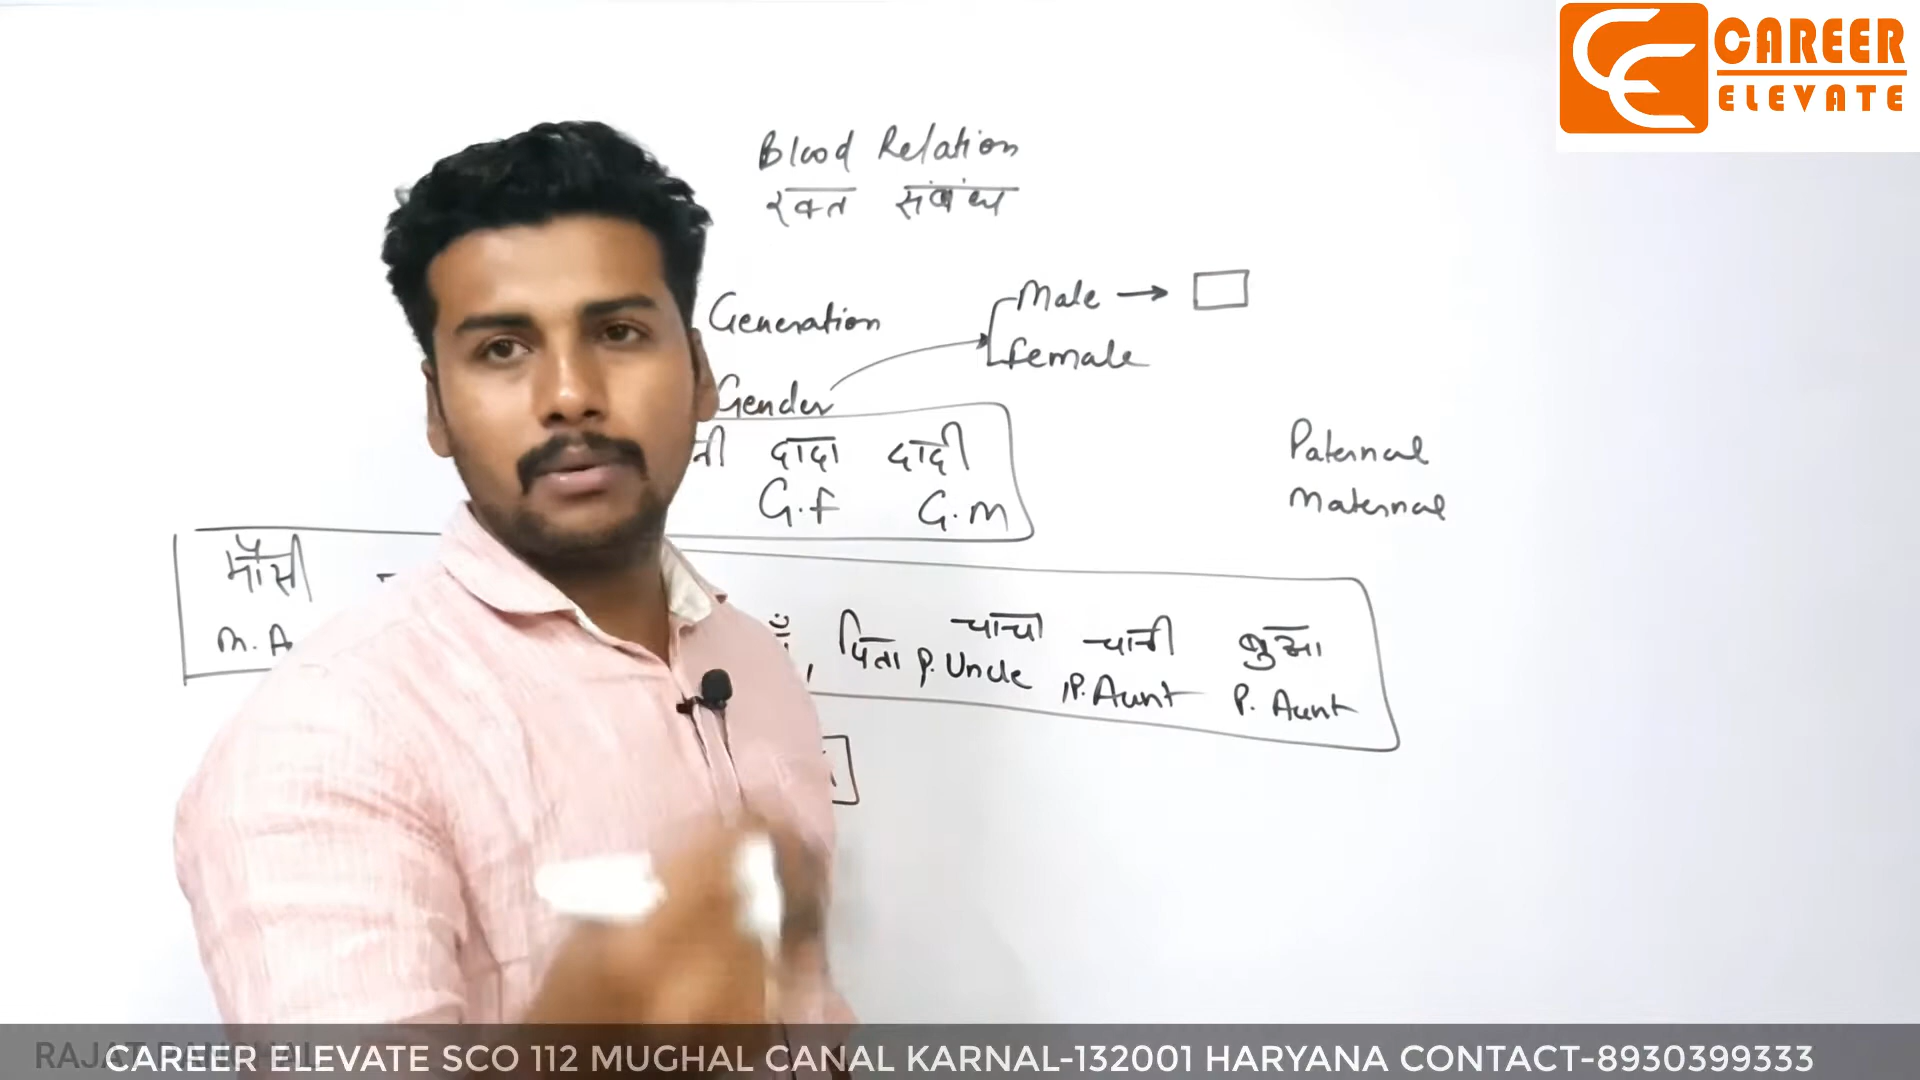 CAREER
ELEVATE
Blood Relation
रक्त संबंध
Generation
Male →
Female
Gender
दादा दादी
G.f G.m
Paternal
Maternal
मौसी
M. A
पिता चाचा चाची बुआ
P. Uncle P. Aunt P. Aunt
CAREER ELEVATE SCO 112 MUGHAL CANAL KARNAL-132001 HARYANA CONTACT-8930399333